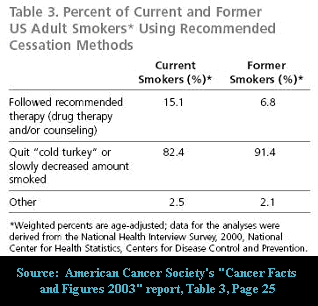 Table 3. Percent of Current and Former
US Adult Smokers* Using Recommended
Cessation Methods
Current Former
Smokers (%)* Smokers (%)*
Followed recommended 15.1 6.8
therapy (drug therapy
and/or counseling)
Quit “cold turkey” or 82.4 91.4
slowly decreased amount
smoked
Other 2.5 2.1
*Weighted percents are age-adjusted; data for the analyses were
derived from the National Health Interview Survey, 2000, National
Center for Health Statistics, Centers for Disease Control and Prevention.
Source: American Cancer Society's "Cancer Facts
and Figures 2003" report, Table 3, Page 25